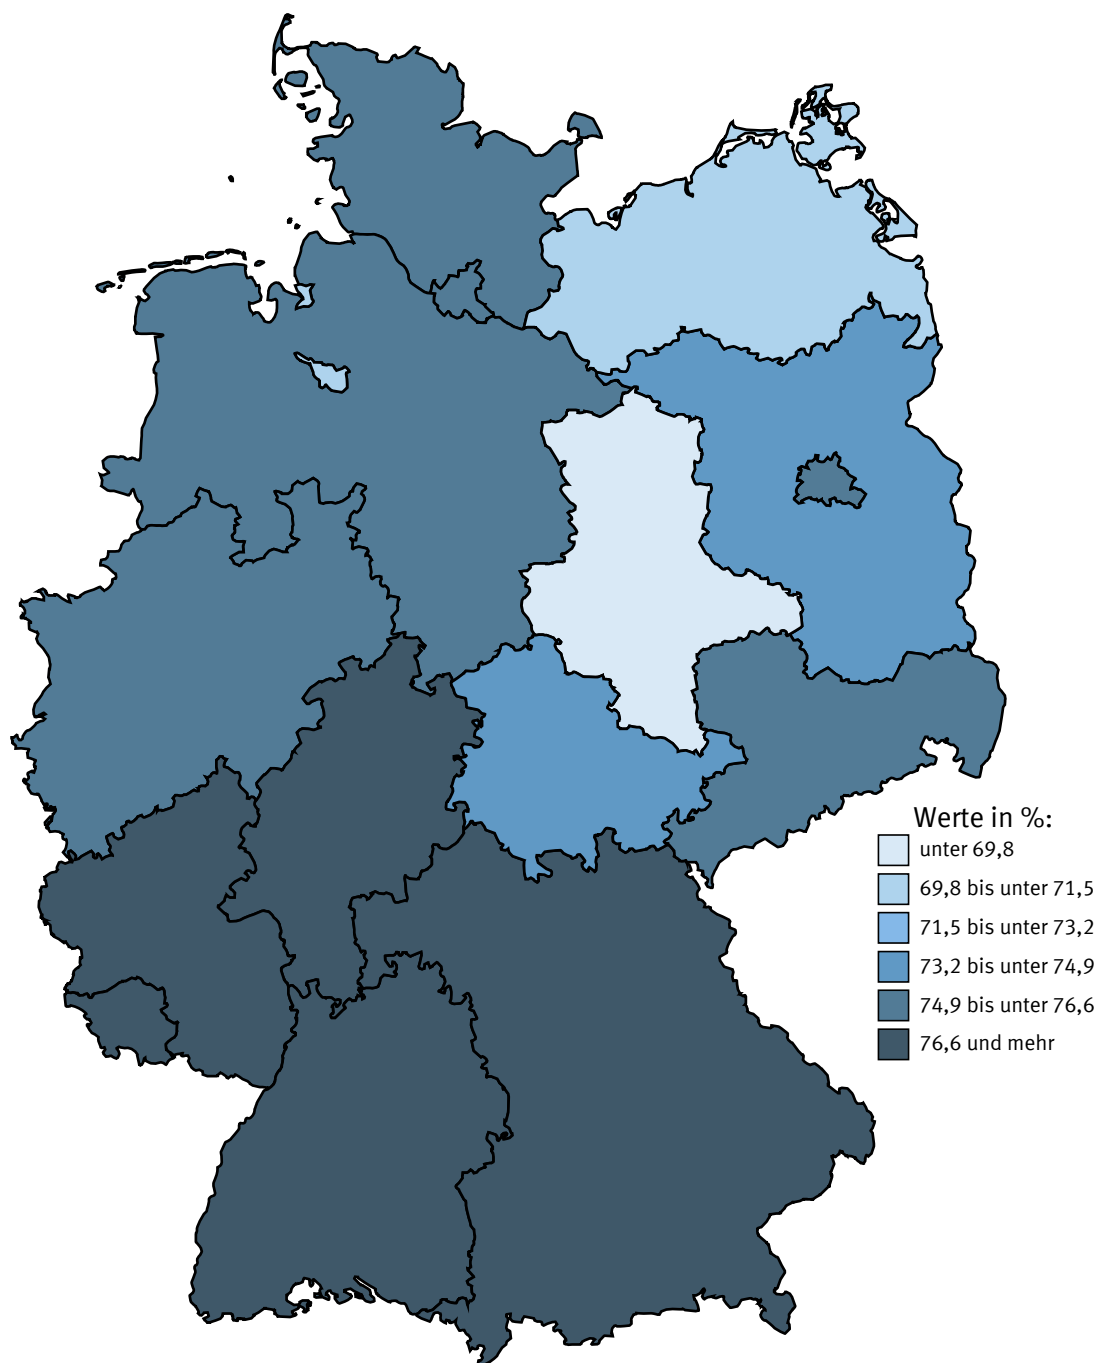 Werte in %:
unter 69,8
69,8 bis unter 71,5
71,5 bis unter 73,2
73,2 bis unter 74,9
74,9 bis unter 76,6
76,6 und mehr